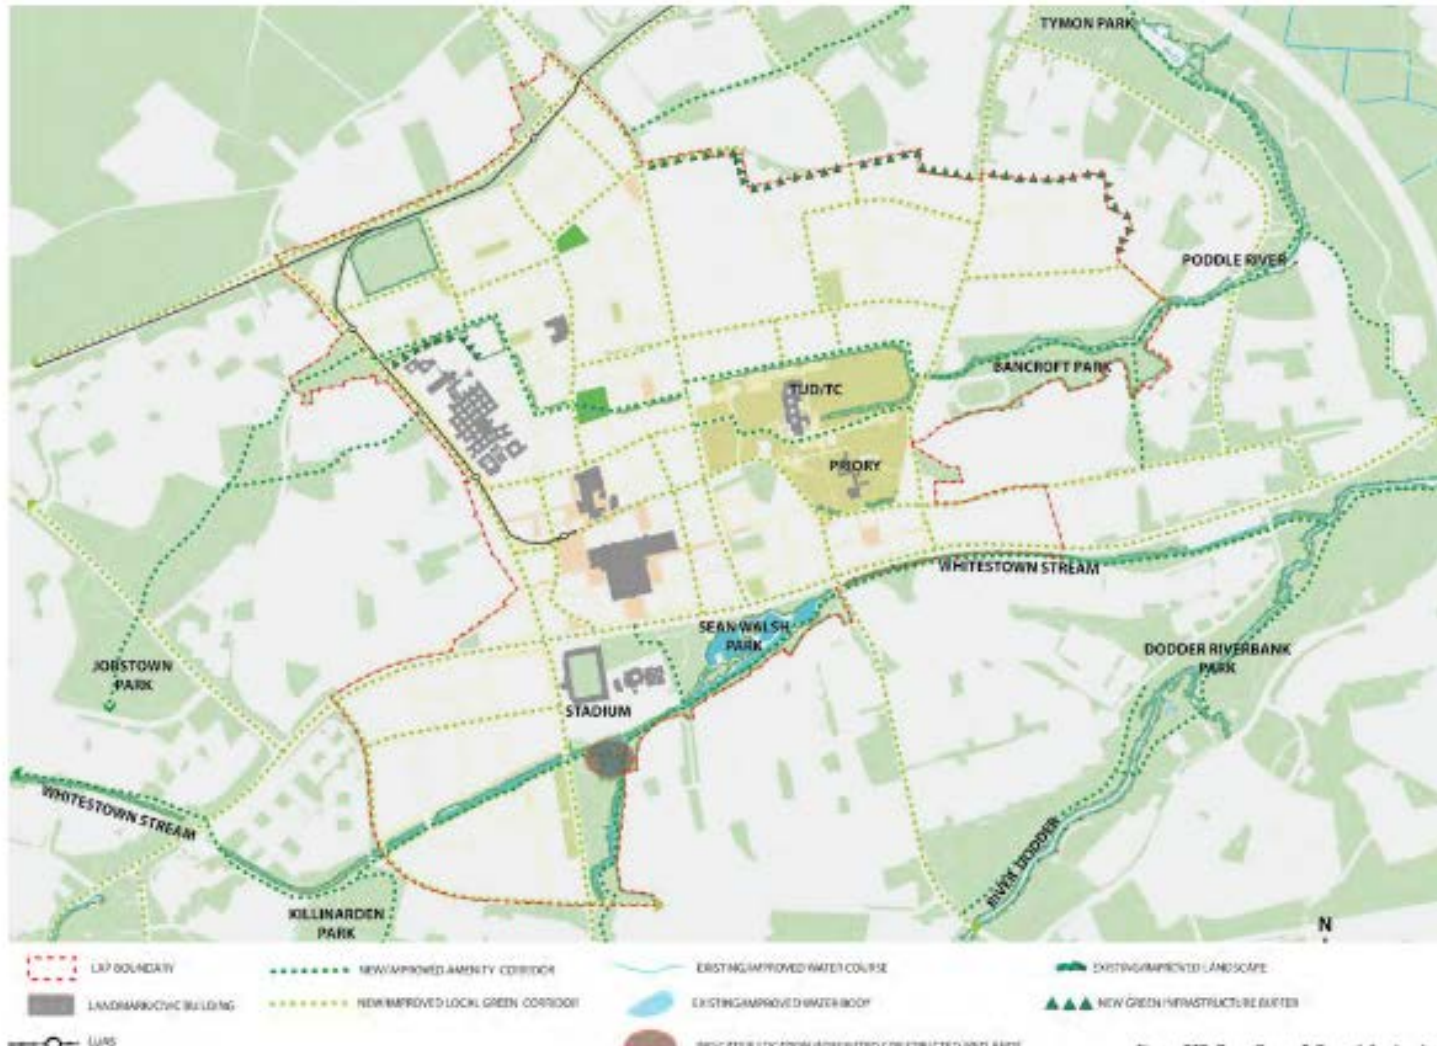 TYMON PARK
PODDLE RIVER
BANCROFT PARK
TUD/TC
PRIORY
WHITESTOWN STREAM
SEAN WALSH
PARK
DODDER RIVERBANK
PARK
JOBSTOWN
PARK
STADIUM
WHITESTOWN STREAM
RIVER DODDER
KILLINARDEN
PARK
N
LAP BOUNDARY
NEW/IMPROVED AMENITY CORRIDOR
EXISTING/IMPROVED WATER COURSE
EXISTING/IMPROVED LANDSCAPE
LANDMARK/CIVIC BUILDING
NEW/IMPROVED LOCAL GREEN CORRIDOR
EXISTING/IMPROVED WATER BODY
NEW GREEN INFRASTRUCTURE BUFFER
LUAS